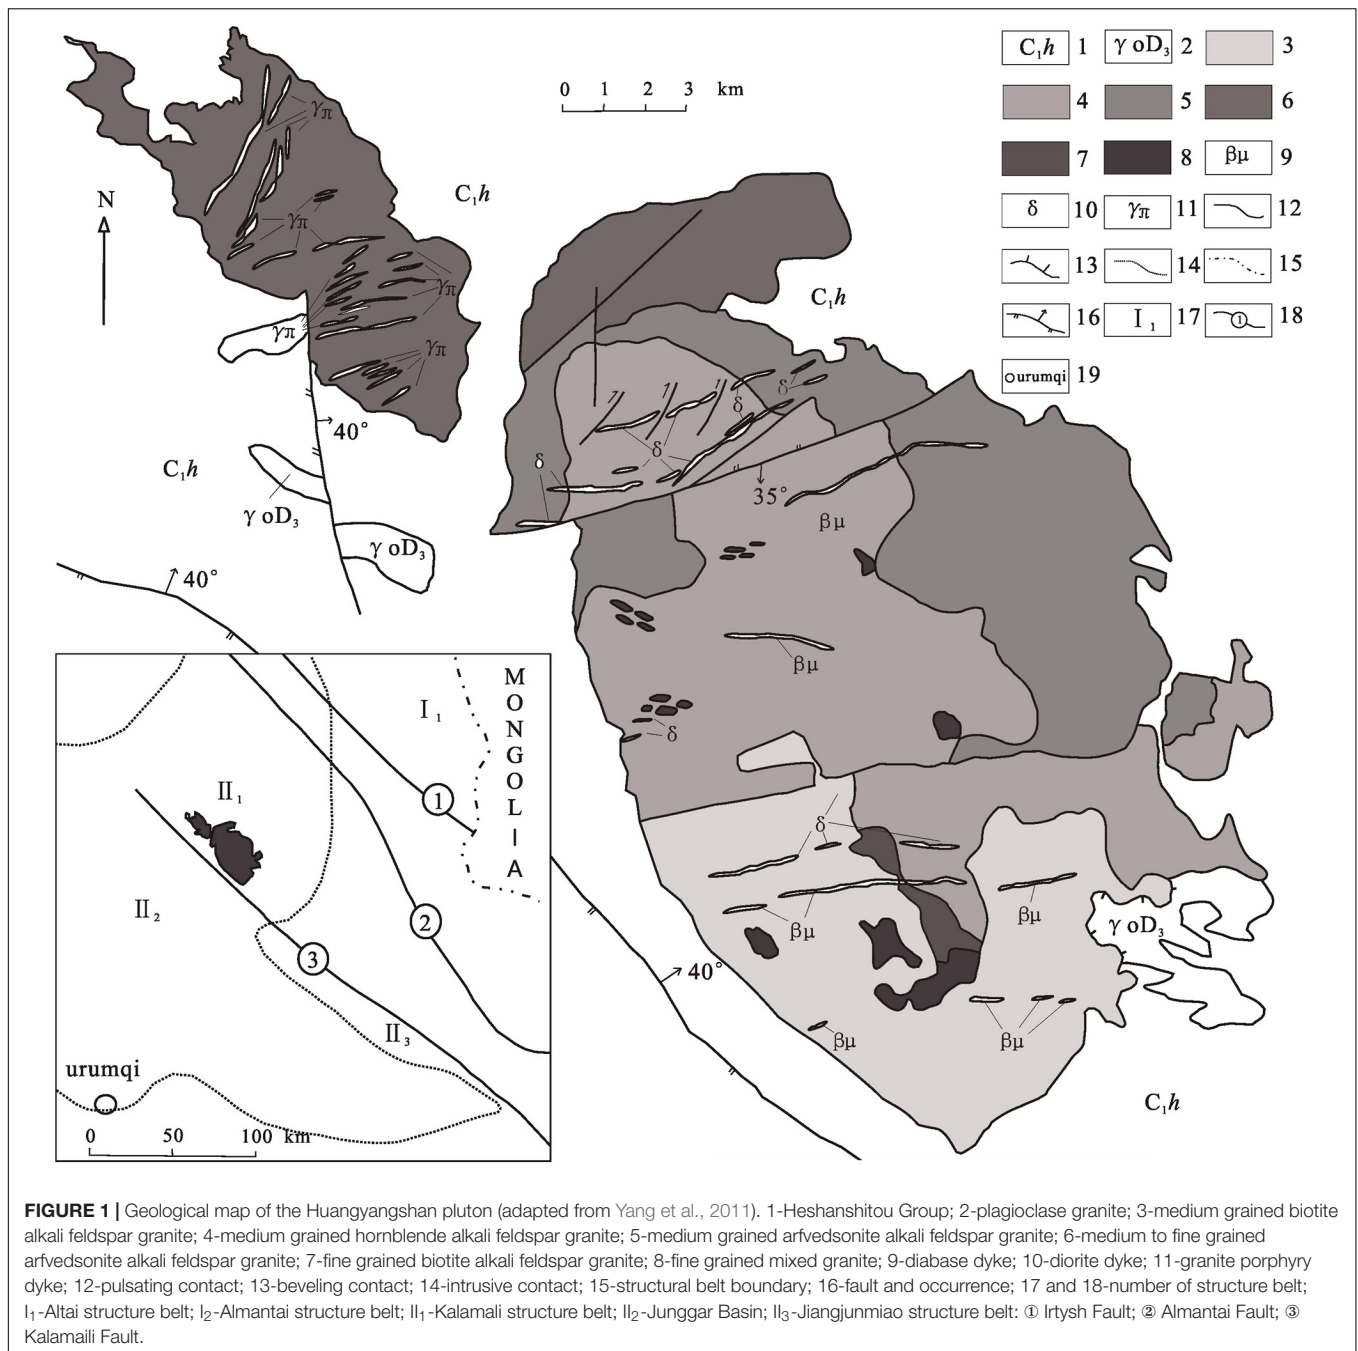 C₁h 1
γ oD₃ 2
3
4
5
6
7
8
βμ 9
δ 10
γπ 11
12
13
14
15
16
I₁ 17
① 18
urumqi 19
0 1 2 3 km
N
γπ
γπ
γπ
γπ
γπ
C₁h
C₁h
40°
C₁h
γ oD₃
γ oD₃
40°
1 1 1
δ
δ
δ
δ
35°
βμ
βμ
δ
δ
βμ
βμ
γ oD₃
βμ
βμ
40°
C₁h
MONGOLIA
I₁
II₁
①
II₂
②
③
II₃
urumqi
0 50 100 km
FIGURE 1 | Geological map of the Huangyangshan pluton (adapted from Yang et al., 2011). 1-Heshanshitou Group; 2-plagioclase granite; 3-medium grained biotite
alkali feldspar granite; 4-medium grained hornblende alkali feldspar granite; 5-medium grained arfvedsonite alkali feldspar granite; 6-medium to fine grained
arfvedsonite alkali feldspar granite; 7-fine grained biotite alkali feldspar granite; 8-fine grained mixed granite; 9-diabase dyke; 10-diorite dyke; 11-granite porphyry
dyke; 12-pulsating contact; 13-beveling contact; 14-intrusive contact; 15-structural belt boundary; 16-fault and occurrence; 17 and 18-number of structure belt;
I₁-Altai structure belt; I₂-Almantai structure belt; II₁-Kalamali structure belt; II₂-Junggar Basin; II₃-Jiangjunmiao structure belt: ① Irtysh Fault; ② Almantai Fault; ③
Kalamaili Fault.